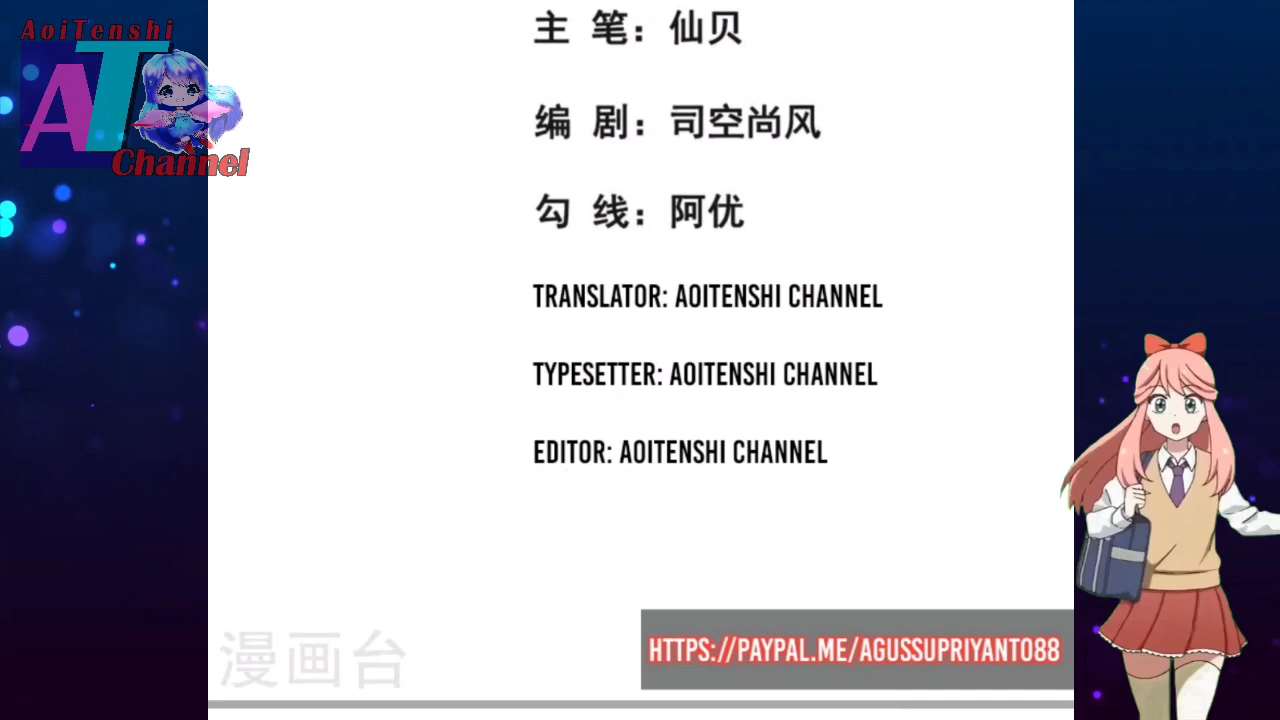 AoiTenshi
AT
Channel
主 笔：仙贝
编 剧：司空尚风
勾 线：阿优
TRANSLATOR: AOITENSHI CHANNEL
TYPESETTER: AOITENSHI CHANNEL
EDITOR: AOITENSHI CHANNEL
漫画台
HTTPS://PAYPAL.ME/AGUSSUPRIYANTO88